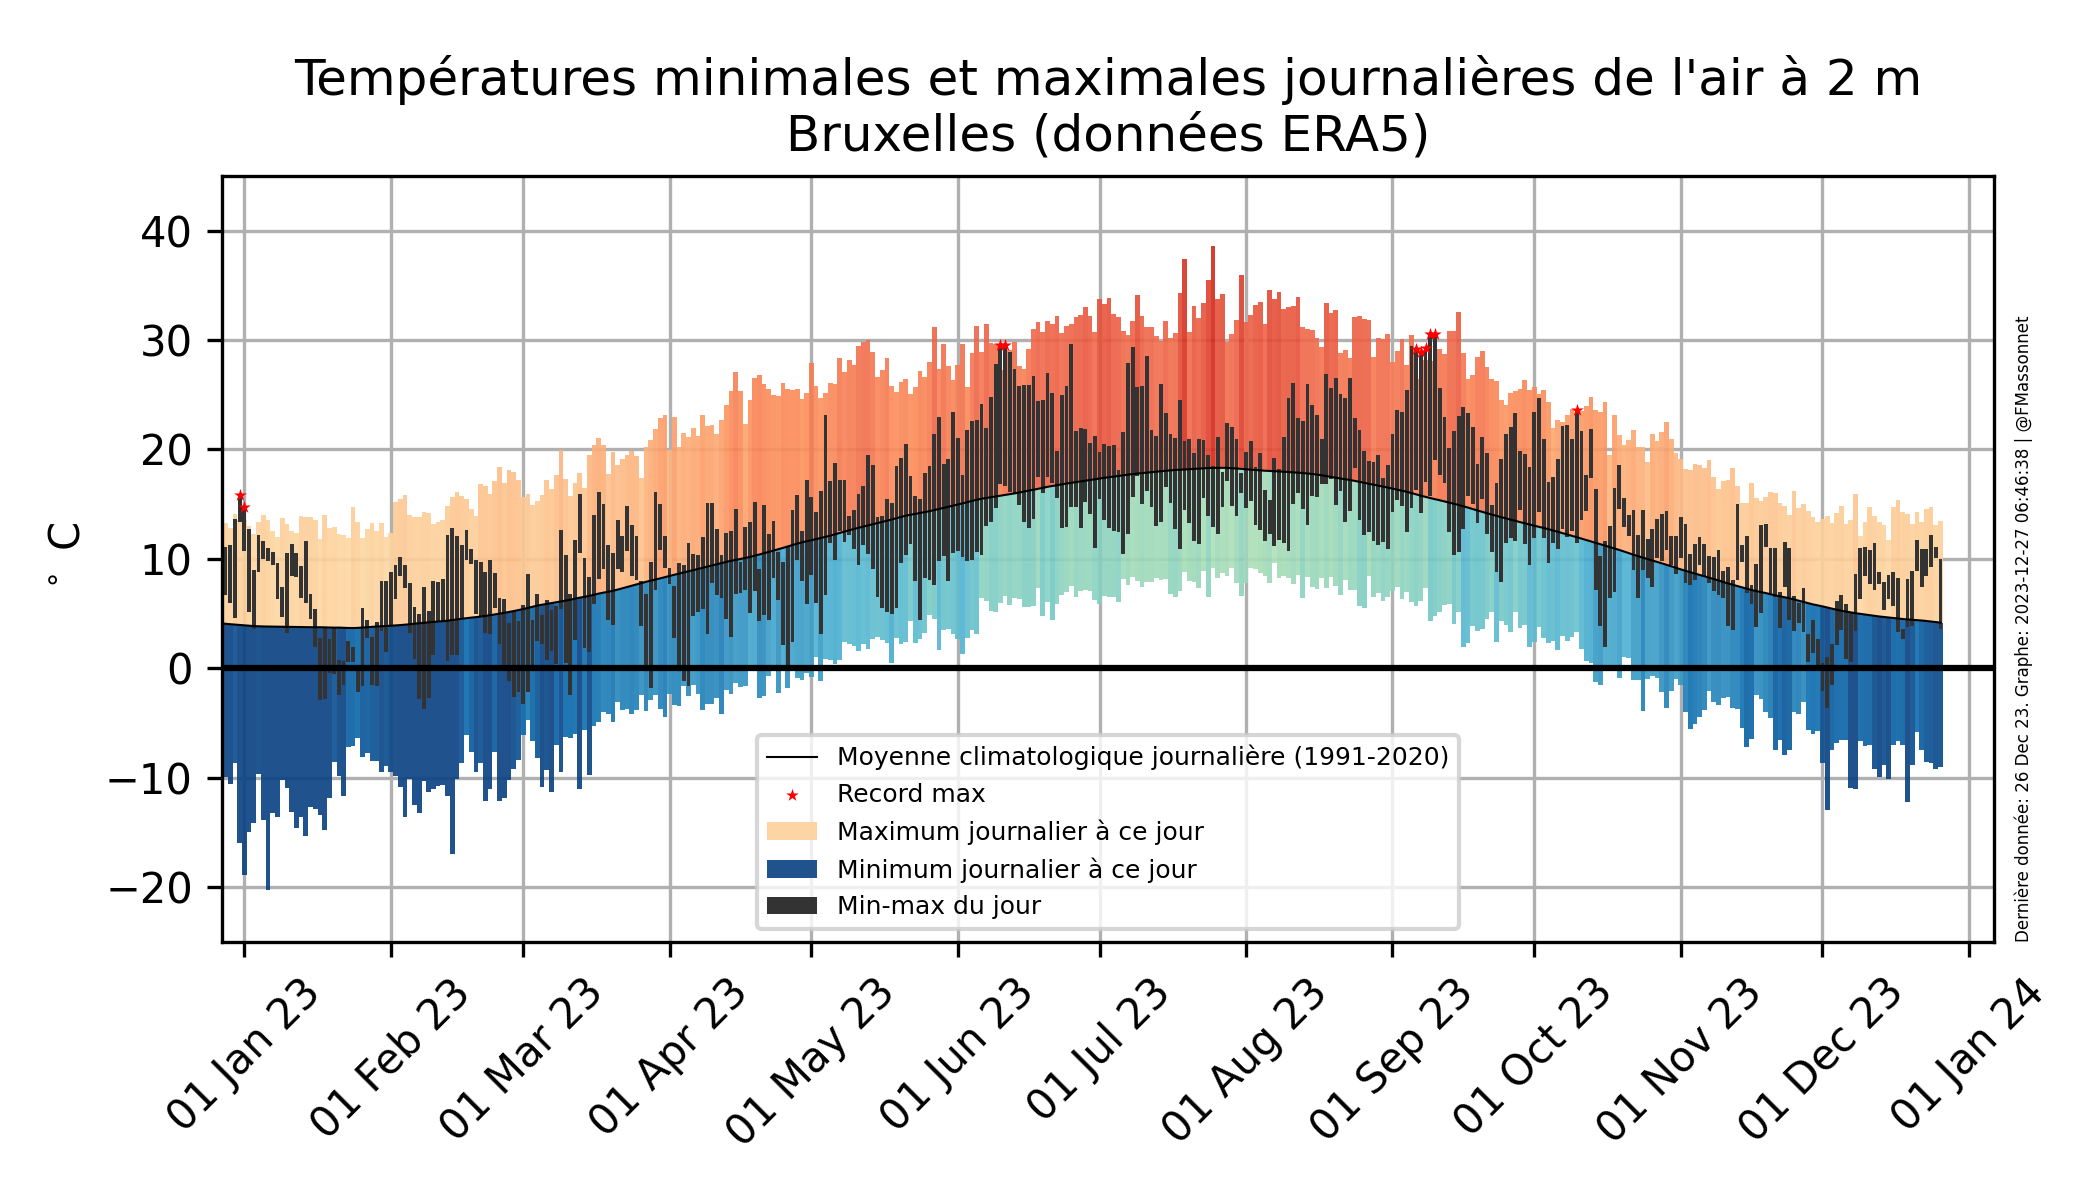 Températures minimales et maximales journalières de l'air à 2 m
Bruxelles (données ERA5)
° C
40
30
20
10
0
−10
−20
Moyenne climatologique journalière (1991-2020)
Record max
Maximum journalier à ce jour
Minimum journalier à ce jour
Min-max du jour
01 Jan 23
01 Feb 23
01 Mar 23
01 Apr 23
01 May 23
01 Jun 23
01 Jul 23
01 Aug 23
01 Sep 23
01 Oct 23
01 Nov 23
01 Dec 23
01 Jan 24
Dernière donnée: 26 Dec 23. Graphe: 2023-12-27 06:46:38 | @FMassonnet